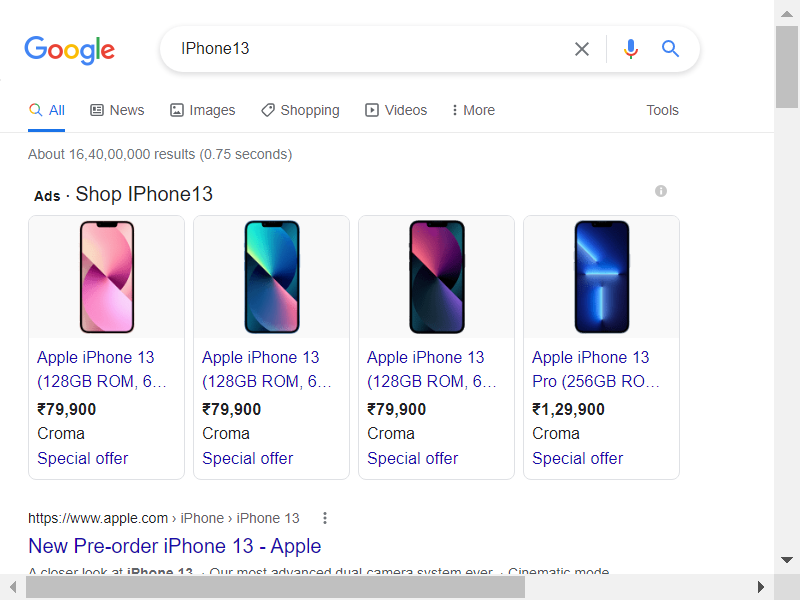 Google
IPhone13
All News Images Shopping Videos More Tools
About 16,40,00,000 results (0.75 seconds)
Ads · Shop IPhone13
Apple iPhone 13 (128GB ROM, 6...
₹79,900
Croma
Special offer
Apple iPhone 13 (128GB ROM, 6...
₹79,900
Croma
Special offer
Apple iPhone 13 (128GB ROM, 6...
₹79,900
Croma
Special offer
Apple iPhone 13 Pro (256GB RO...
₹1,29,900
Croma
Special offer
https://www.apple.com › iPhone › iPhone 13
New Pre-order iPhone 13 - Apple
A closer look at iPhone 13. · Our most advanced dual-camera system ever. · Cinematic mode